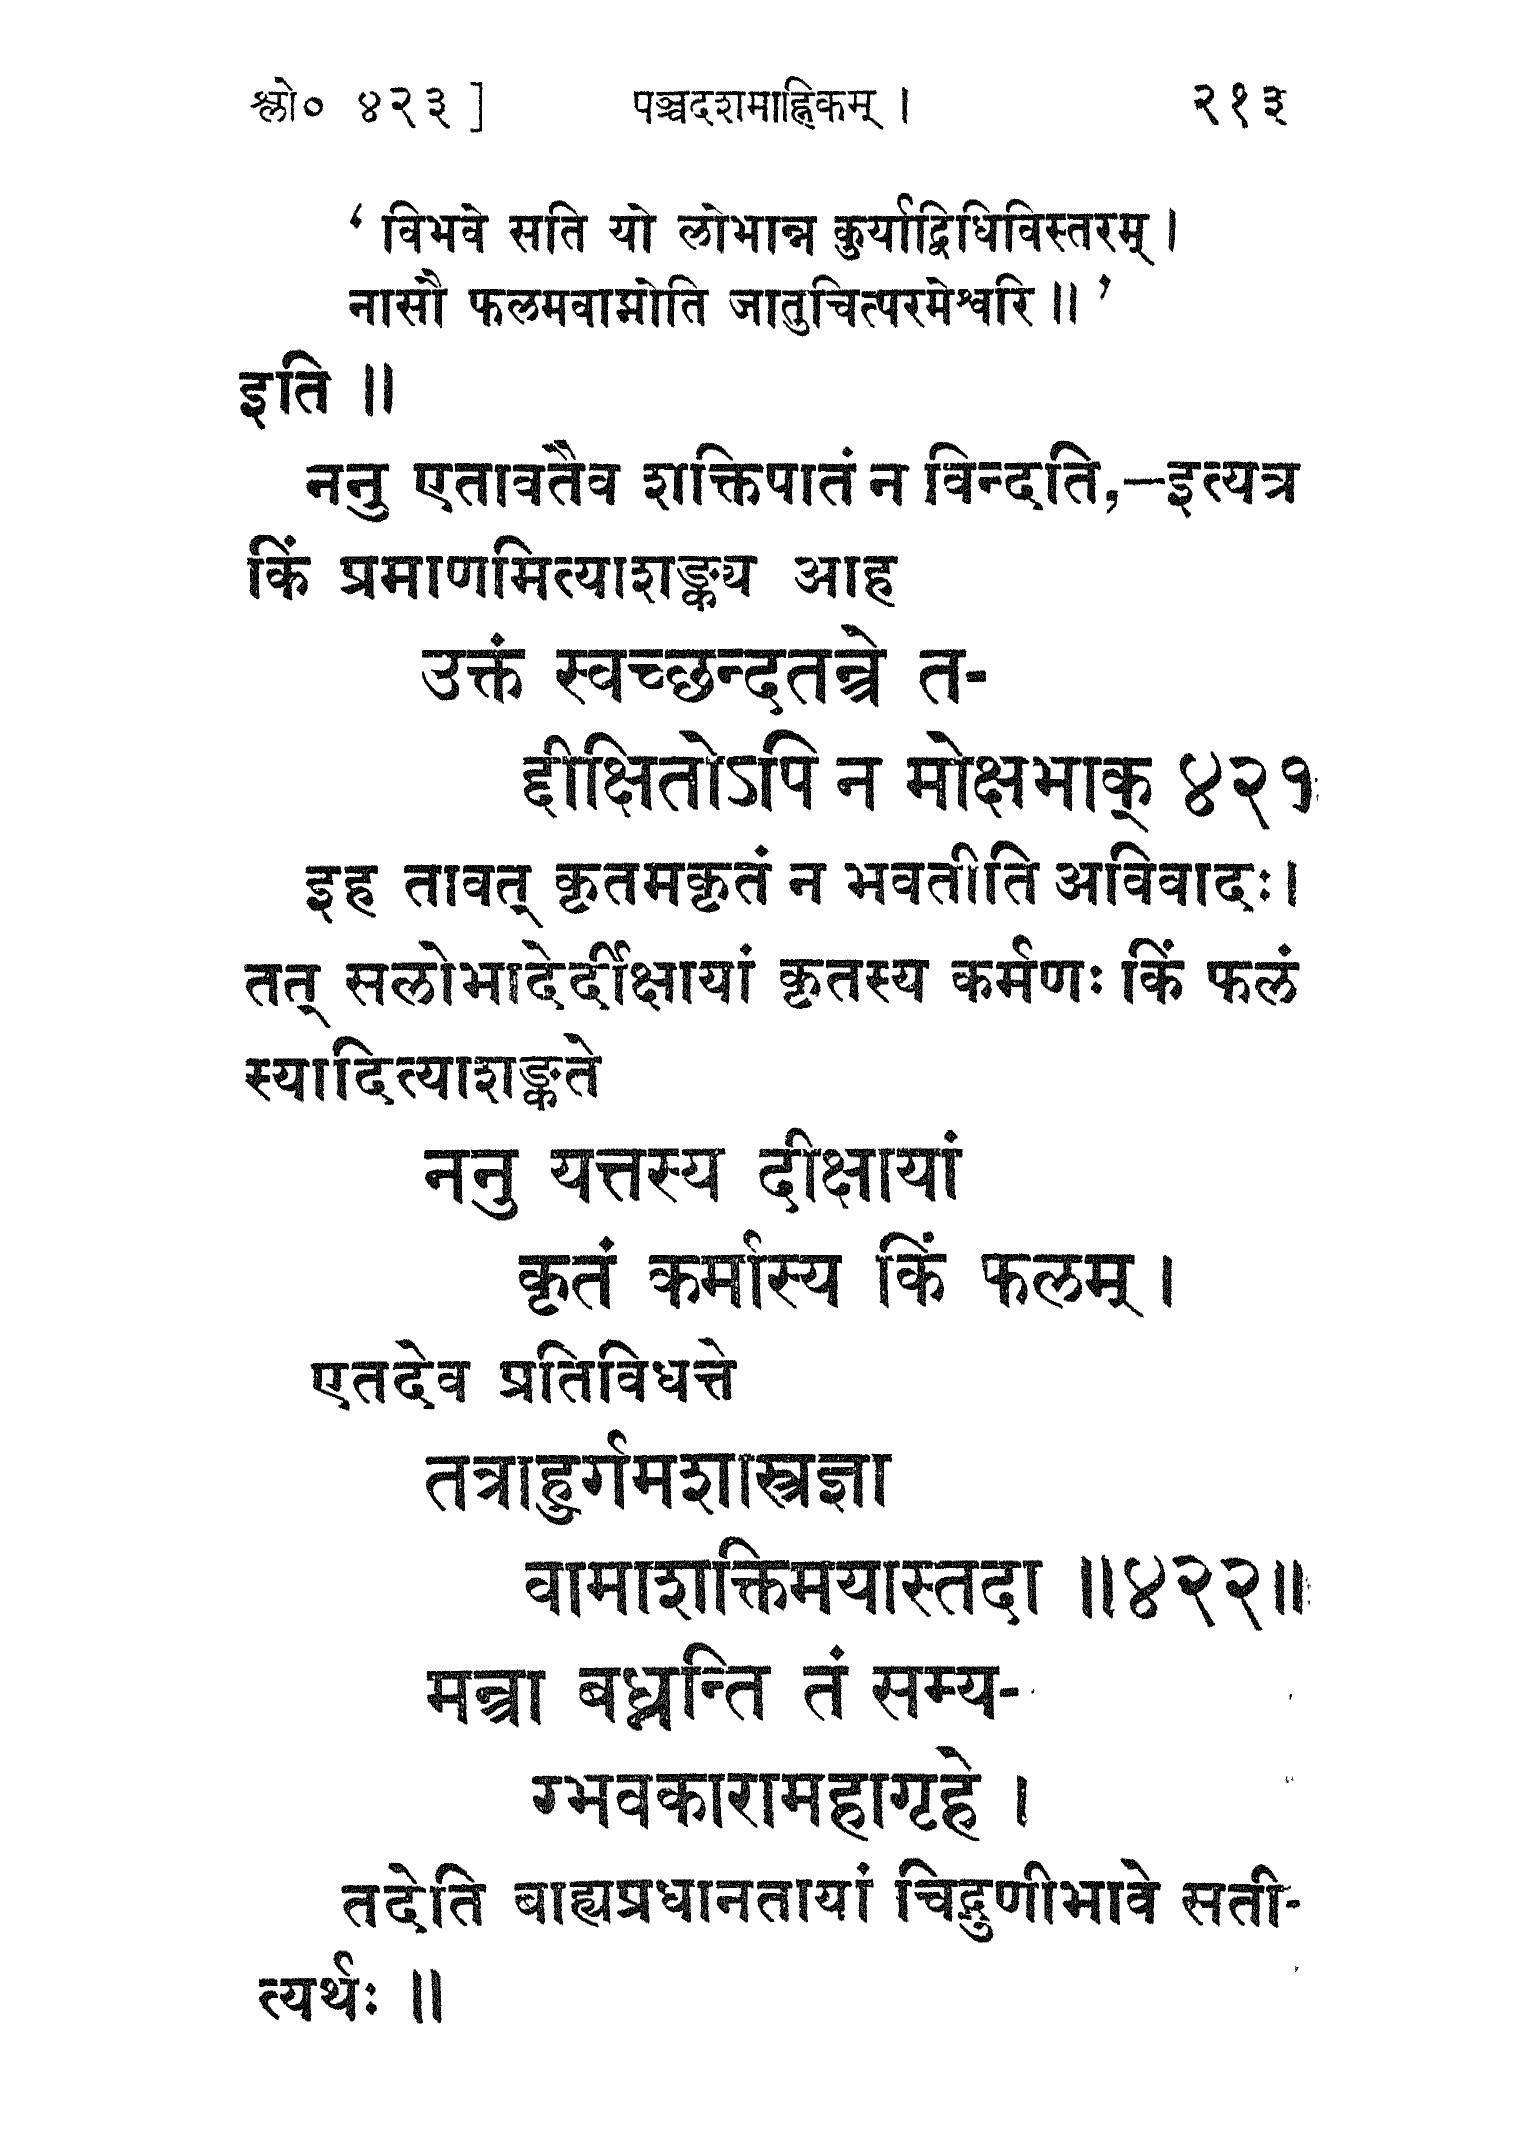 श्लो० ४२३] पञ्चदशमाह्निकम् । २१३
‘ विभवे सति यो लोभान्न कुर्याद्विधिविस्तरम् ।
नासौ फलमवाप्नोति जातुचित्परमेश्वरि ॥ ’
इति ॥
ननु एतावतैव शक्तिपातं न विन्दति,—इत्यत्र
किं प्रमाणमित्याशङ्क्य आह
उक्तं स्वच्छन्दतन्त्रे त-
द्दीक्षितोऽपि न मोक्षभाक् ४२१
इह तावत् कृतमकृतं न भवतीति अविवादः।
तत् सलोभादेर्दीक्षायां कृतस्य कर्मणः किं फलं
स्यादित्याशङ्कते
ननु यत्तस्य दीक्षायां
कृतं कर्मास्य किं फलम् ।
एतदेव प्रतिविधत्ते
तत्राहुर्गमशास्त्रज्ञा
वामाशक्तिमयास्तदा ॥४२२॥
मन्त्रा बध्नन्ति तं सम्य-
ग्भवकारामहागृहे ।
तदेति बाह्यप्रधानतायां चिद्गुणीभावे सती-
त्यर्थः ॥